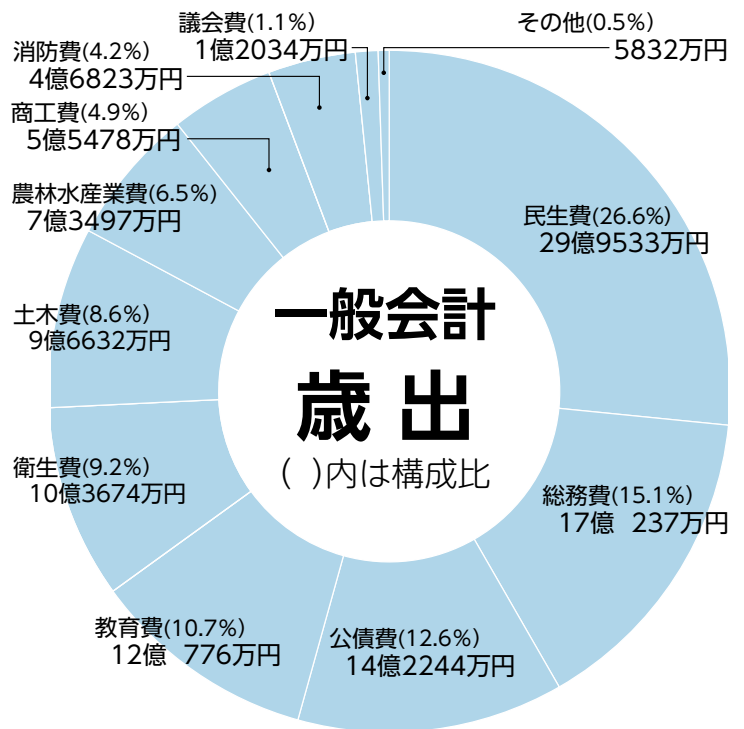 一般会計
歳出
( )内は構成比
民生費(26.6%)
29億9533万円
総務費(15.1%)
17億 237万円
公債費(12.6%)
14億2244万円
教育費(10.7%)
12億 776万円
衛生費(9.2%)
10億3674万円
土木費(8.6%)
9億6632万円
農林水産業費(6.5%)
7億3497万円
商工費(4.9%)
5億5478万円
消防費(4.2%)
4億6823万円
議会費(1.1%)
1億2034万円
その他(0.5%)
5832万円